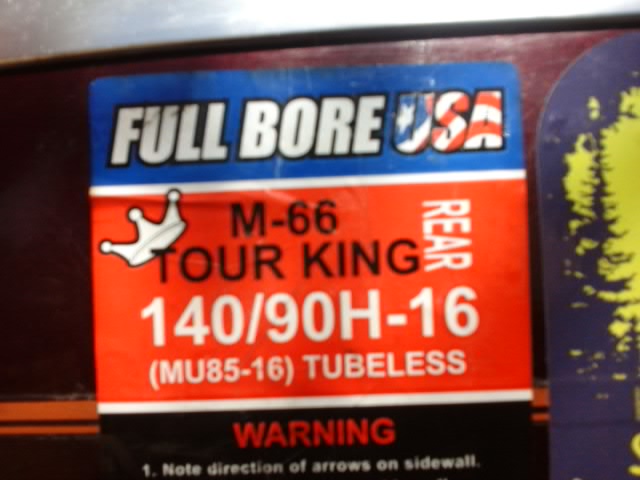 FULL BORE USA
M-66
TOUR KING
REAR
140/90H-16
(MU85-16) TUBELESS
WARNING
1. Note direction of arrows on sidewall.